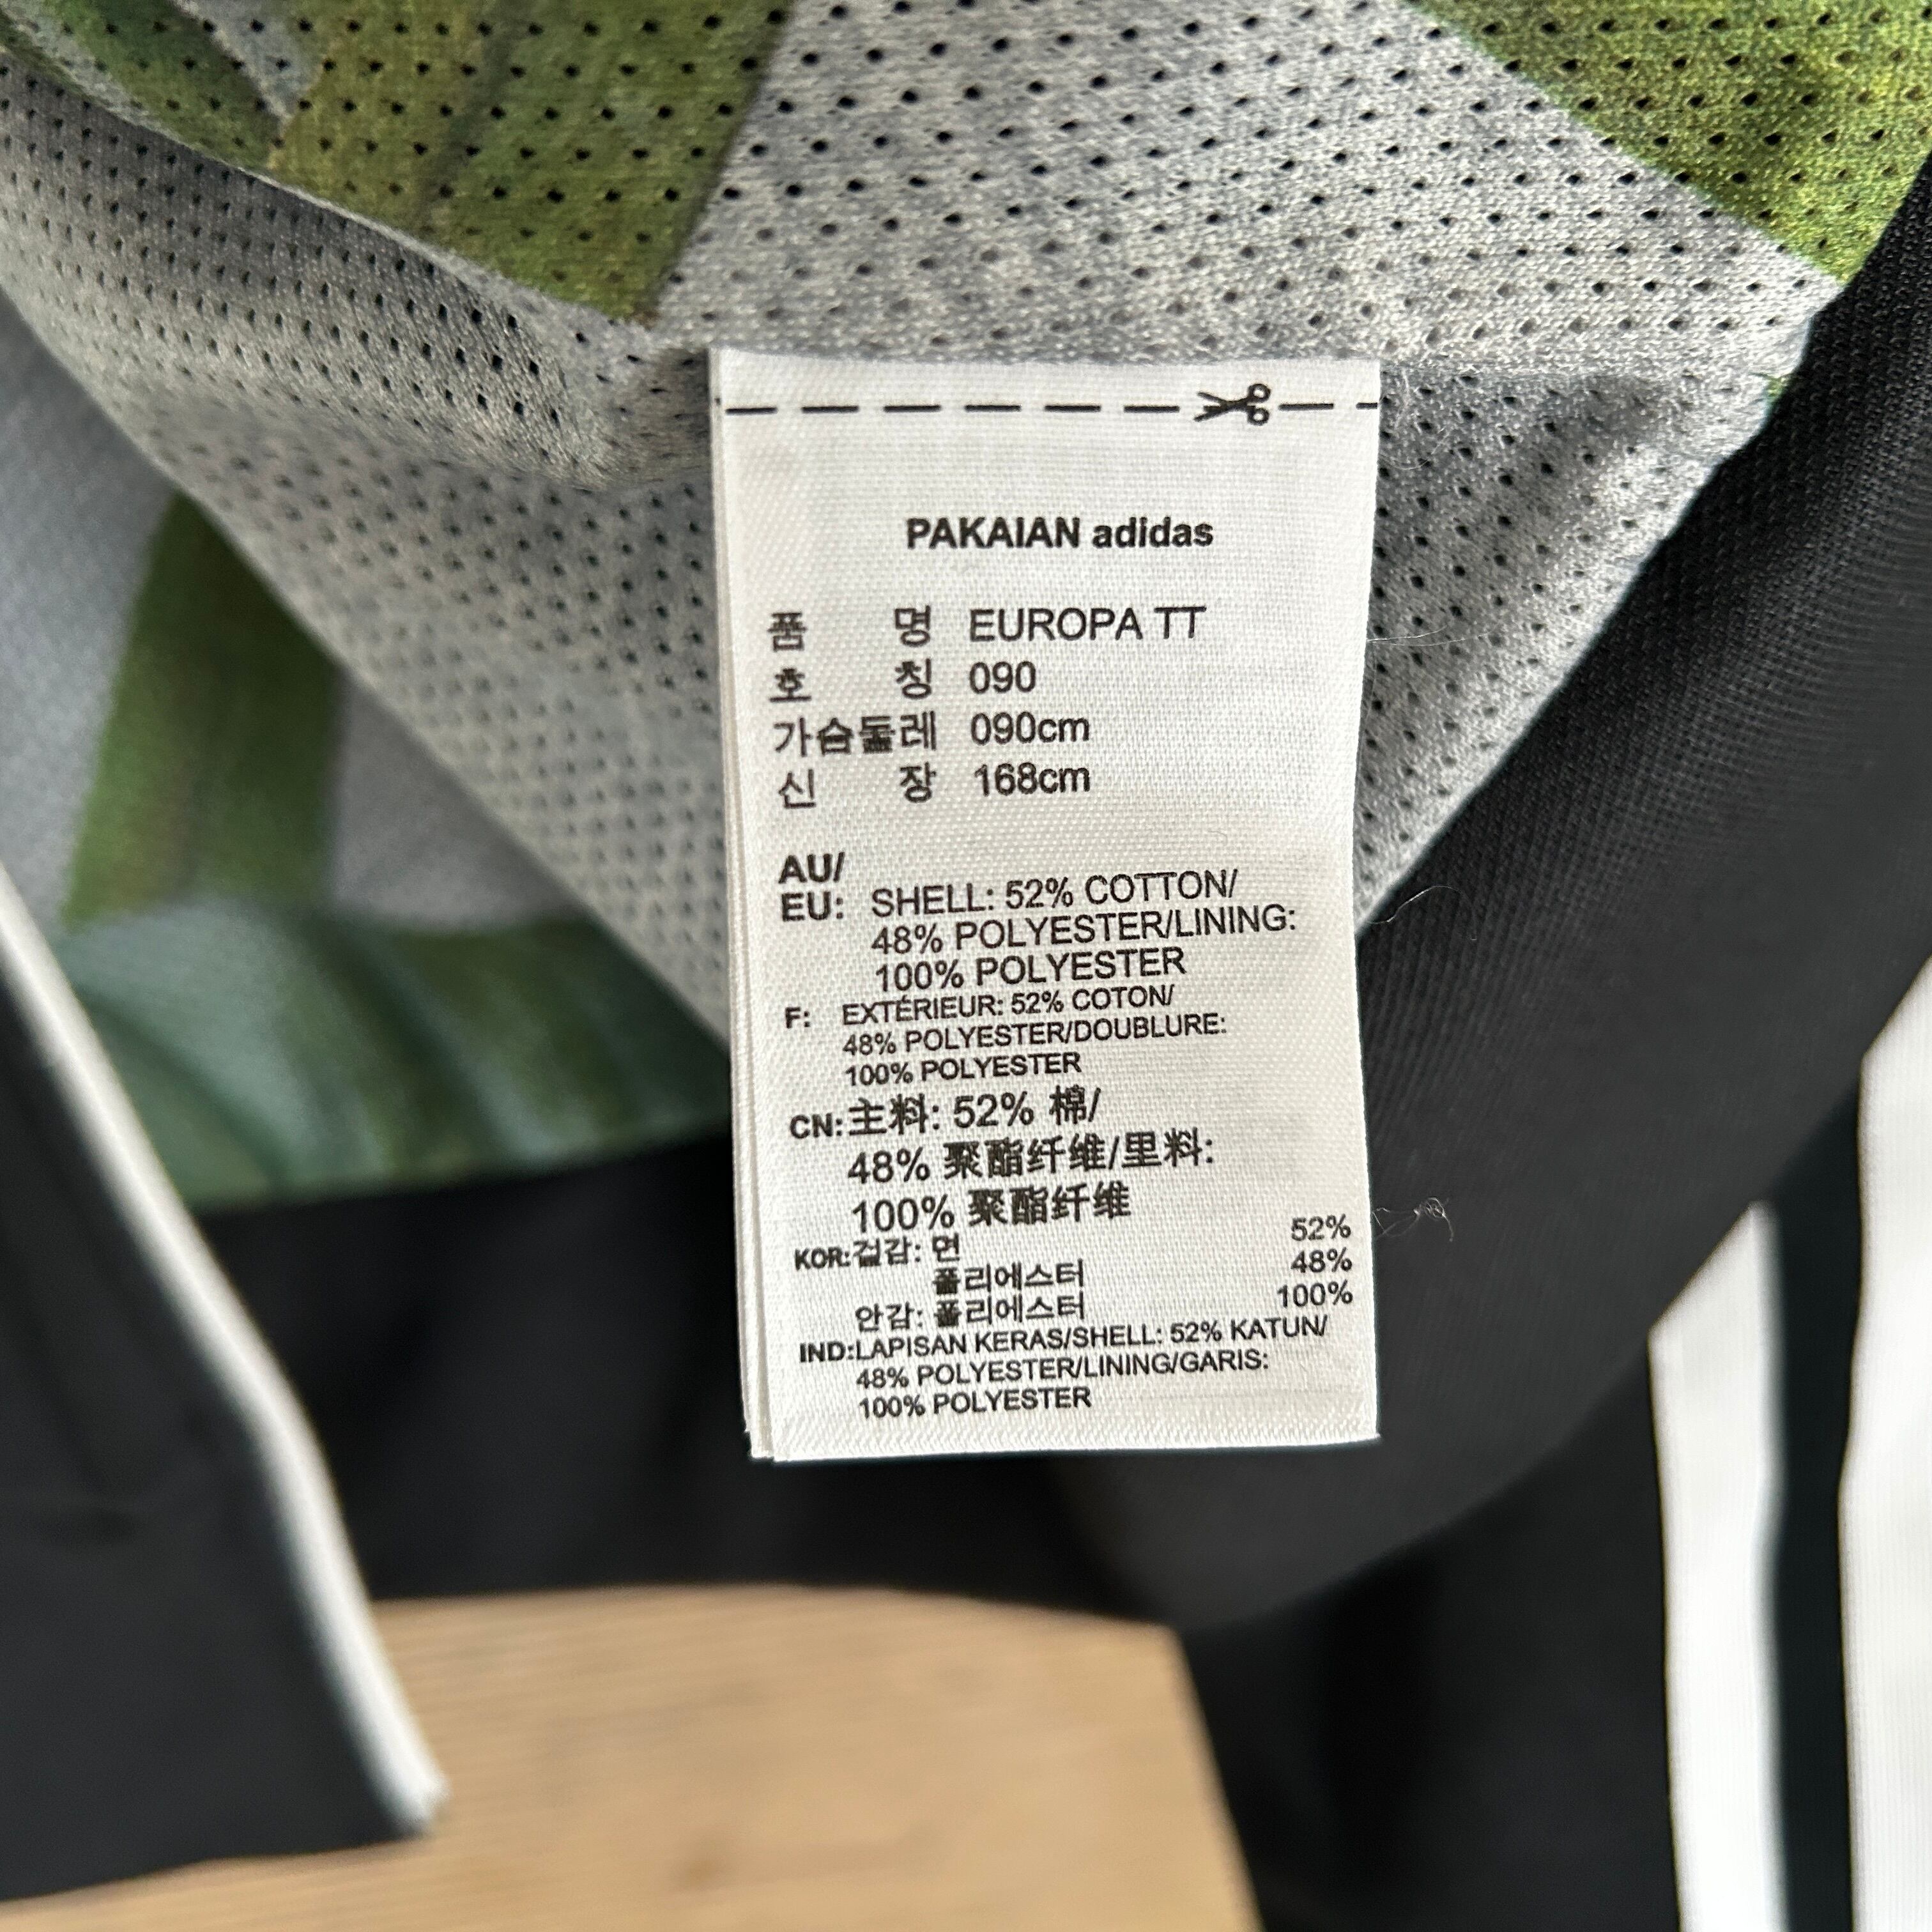 PAKAIAN adidas
품 명 EUROPA TT
호 칭 090
가슴둘레 090cm
신 장 168cm
AU/
EU: SHELL: 52% COTTON/
48% POLYESTER/LINING:
100% POLYESTER
F: EXTÉRIEUR: 52% COTON/
48% POLYESTER/DOUBLURE:
100% POLYESTER
CN:主料: 52% 棉/
48% 聚酯纤维/里料:
100% 聚酯纤维
KOR:겉감: 면 52%
폴리에스터 48%
안감: 폴리에스터 100%
IND:LAPISAN KERAS/SHELL: 52% KATUN/
48% POLYESTER/LINING/GARIS:
100% POLYESTER